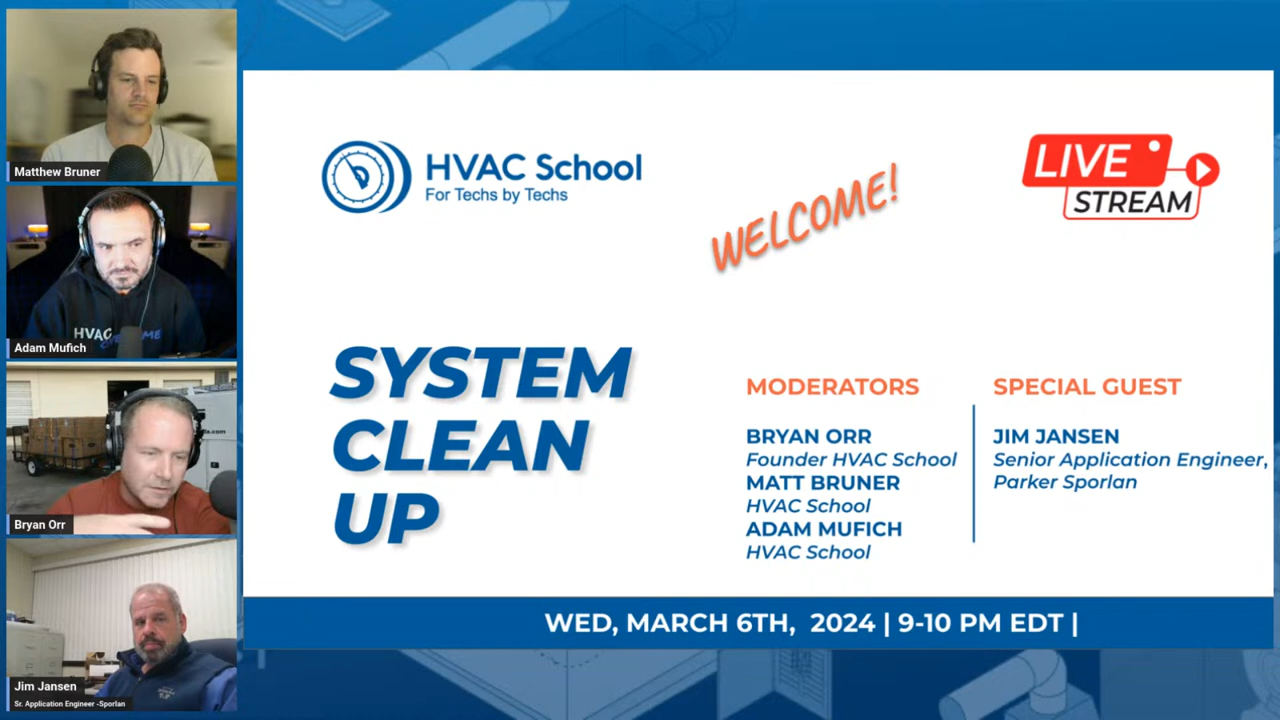 Matthew Bruner
HVAC
Adam Mufich
Bryan Orr
Jim Jansen
Sr. Application Engineer -Sporlan
HVAC School
For Techs by Techs
WELCOME!
LIVE
STREAM
SYSTEM
CLEAN
UP
MODERATORS
BRYAN ORR
Founder HVAC School
MATT BRUNER
HVAC School
ADAM MUFICH
HVAC School
SPECIAL GUEST
JIM JANSEN
Senior Application Engineer,
Parker Sporlan
WED, MARCH 6TH, 2024 | 9-10 PM EDT |